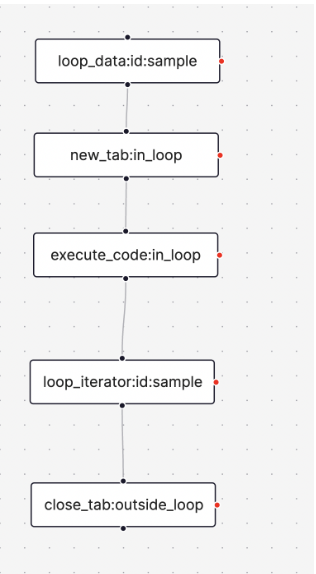 loop_data:id:sample
new_tab:in_loop
execute_code:in_loop
loop_iterator:id:sample
close_tab:outside_loop